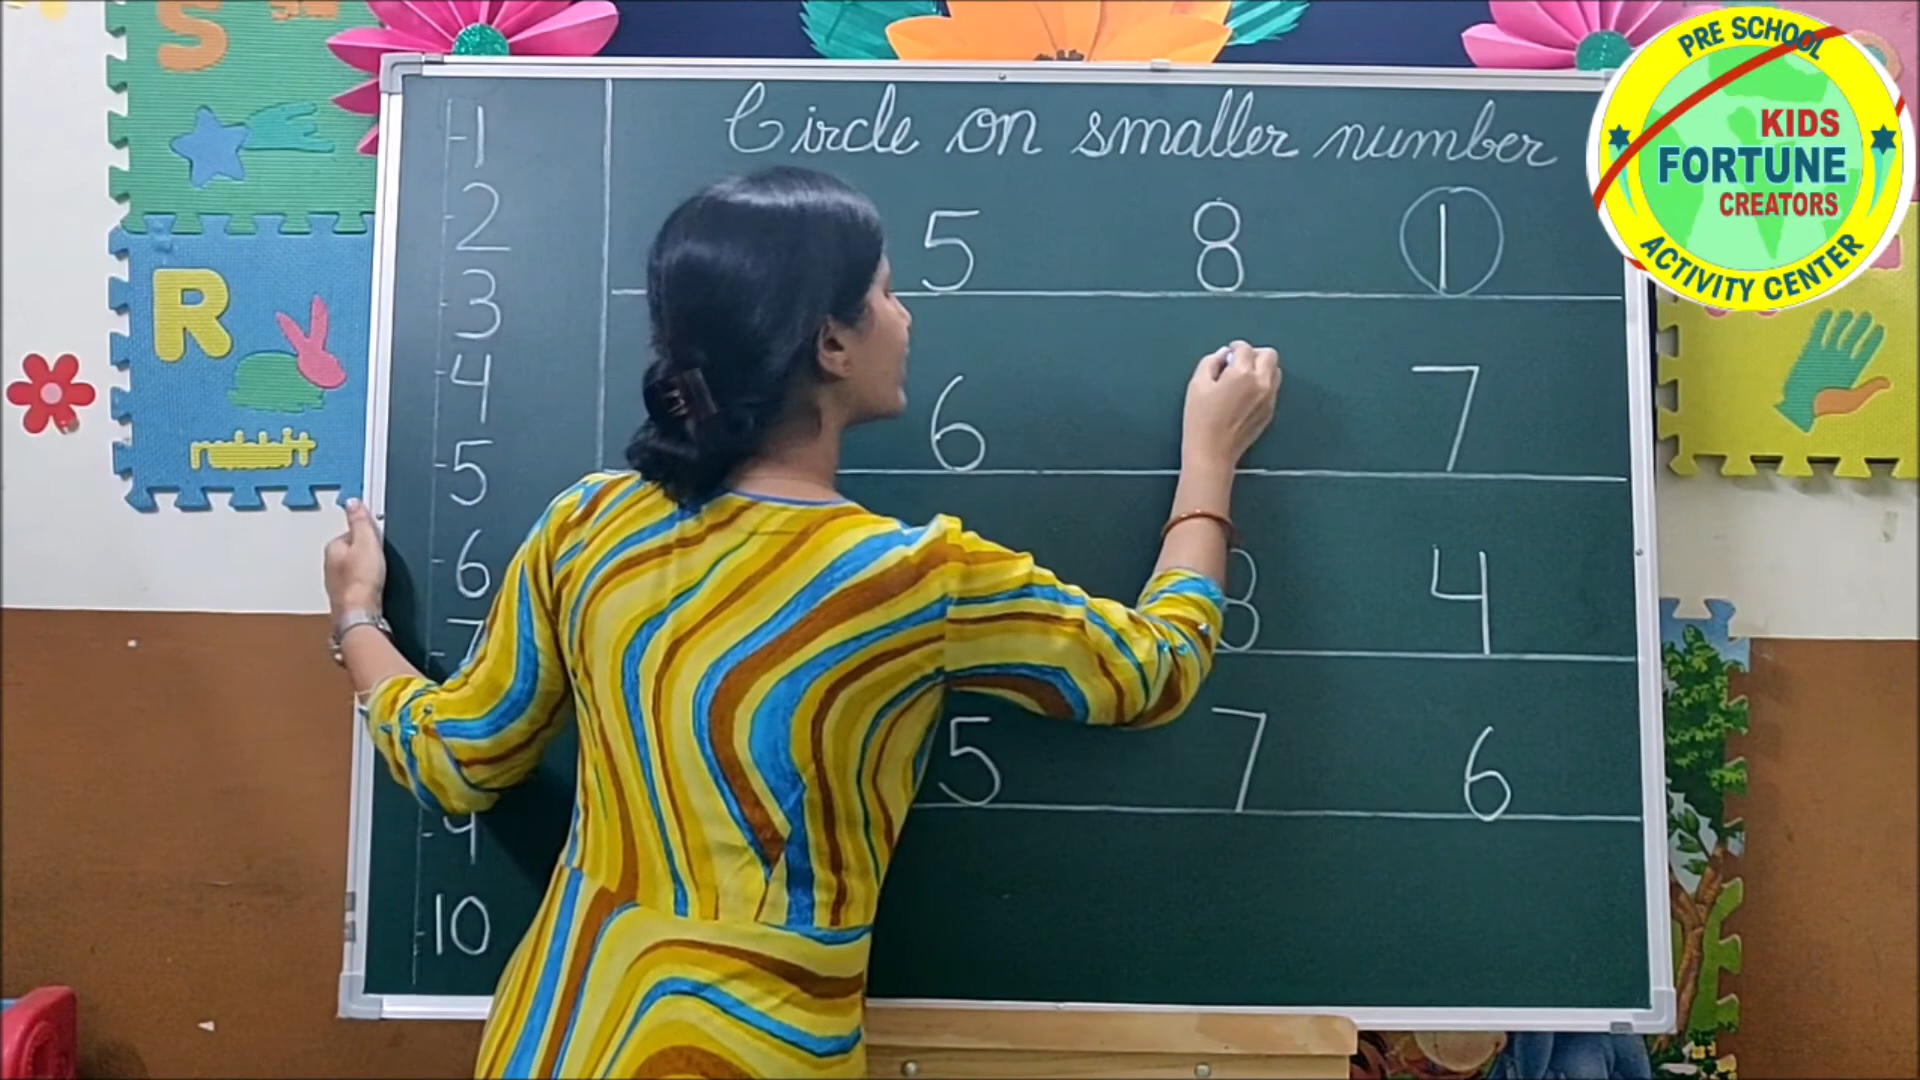 S
R
rabbit
Circle on smaller number
1
2
3
4
5
6
7
9
10
5 8 1
6 7
8 4
5 7 6
PRE SCHOOL
KIDS
FORTUNE
CREATORS
ACTIVITY CENTER